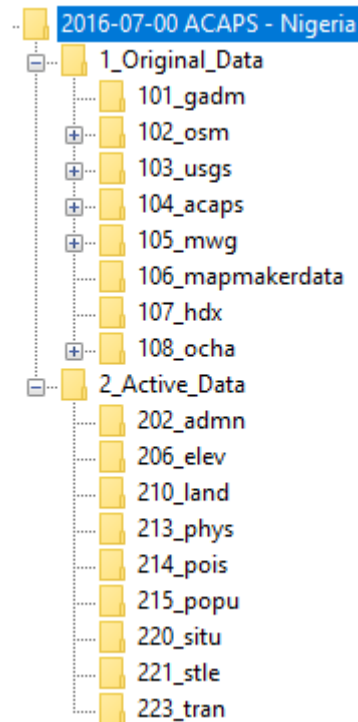 2016-07-00 ACAPS - Nigeria
1_Original_Data
101_gadm
102_osm
103_usgs
104_acaps
105_mwg
106_mapmakerdata
107_hdx
108_ocha
2_Active_Data
202_admn
206_elev
210_land
213_phys
214_pois
215_popu
220_situ
221_stle
223_tran